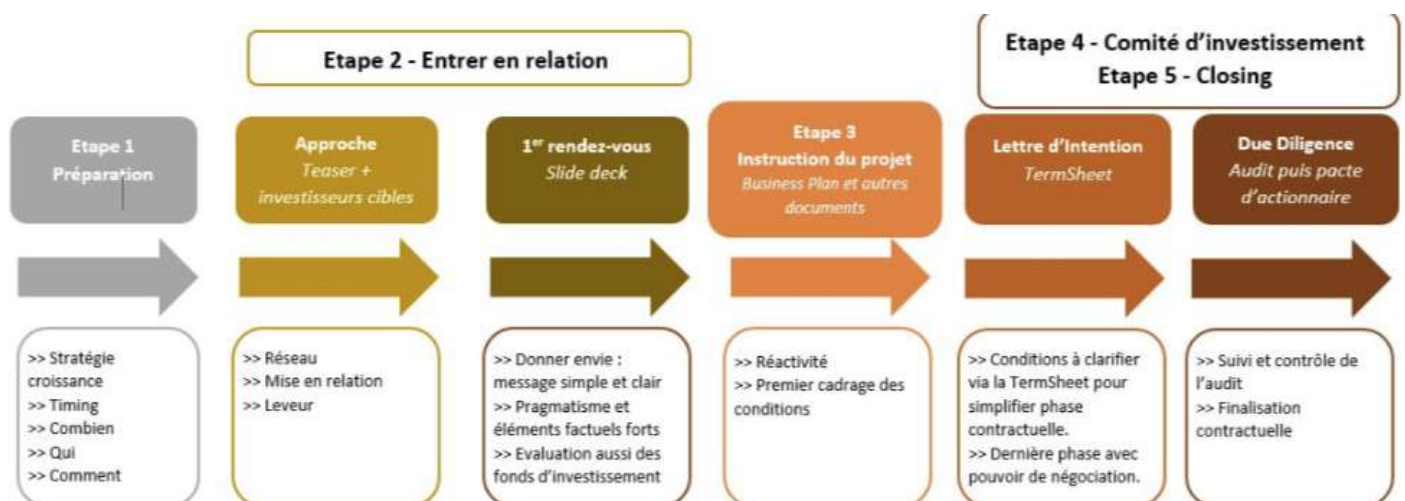 Etape 2 - Entrer en relation
Etape 4 - Comité d'investissement
Etape 5 - Closing
Etape 1
Préparation
Approche
Teaser +
investisseurs cibles
1er rendez-vous
Slide deck
Etape 3
Instruction du projet
Business Plan et autres
documents
Lettre d'Intention
TermSheet
Due Diligence
Audit puis pacte
d'actionnaire
>> Stratégie
croissance
>> Timing
>> Combien
>> Qui
>> Comment
>> Réseau
>> Mise en relation
>> Leveur
>> Donner envie :
message simple et clair
>> Pragmatisme et
éléments factuels forts
>> Evaluation aussi des
fonds d'investissement
>> Réactivité
>> Premier cadrage des
conditions
>> Conditions à clarifier
via la TermSheet pour
simplifier phase
contractuelle.
>> Dernière phase avec
pouvoir de négociation.
>> Suivi et contrôle de
l'audit
>> Finalisation
contractuelle